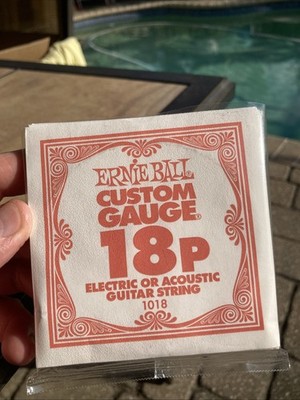 ERNIE BALL
CUSTOM
GAUGE®
18P
ELECTRIC OR ACOUSTIC
GUITAR STRING
1018